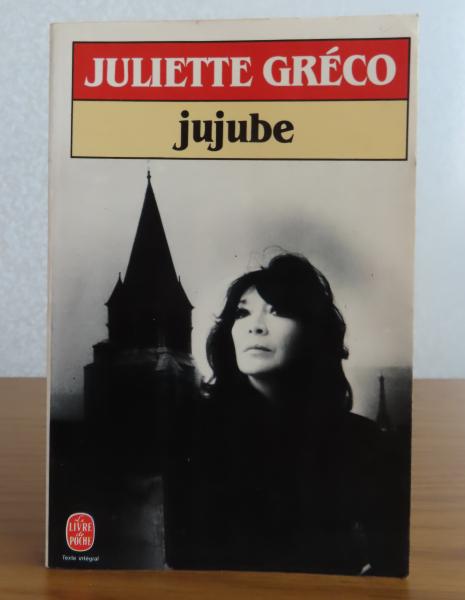 JULIETTE GRÉCO
jujube
Le
LIVRE
de
POCHE
Texte intégral